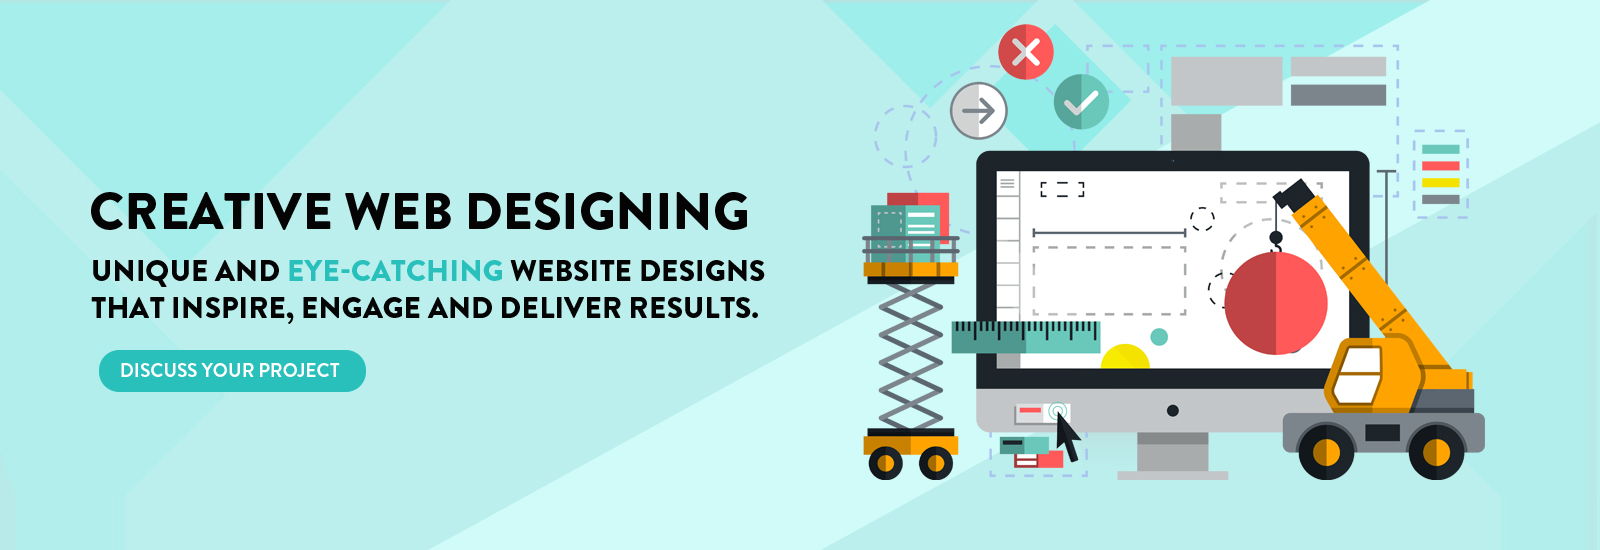 CREATIVE WEB DESIGNING
UNIQUE AND EYE-CATCHING WEBSITE DESIGNS
THAT INSPIRE, ENGAGE AND DELIVER RESULTS.
DISCUSS YOUR PROJECT